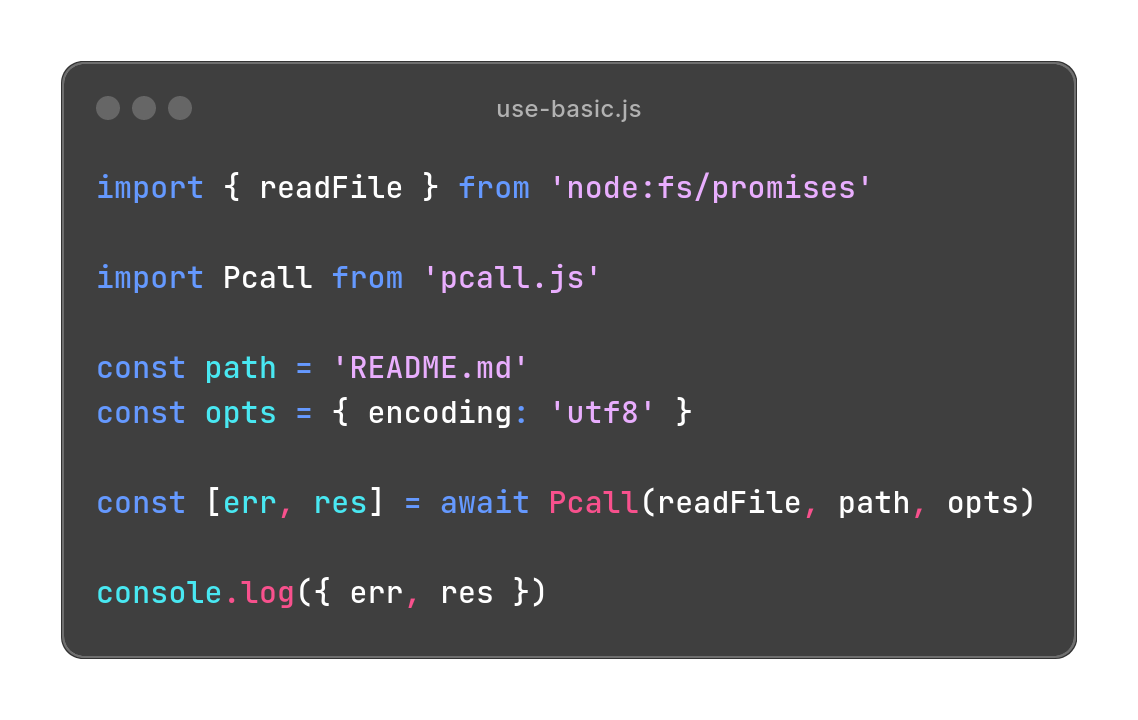 use-basic.js
import { readFile } from 'node:fs/promises'
import Pcall from 'pcall.js'
const path = 'README.md'
const opts = { encoding: 'utf8' }
const [err, res] = await Pcall(readFile, path, opts)
console.log({ err, res })